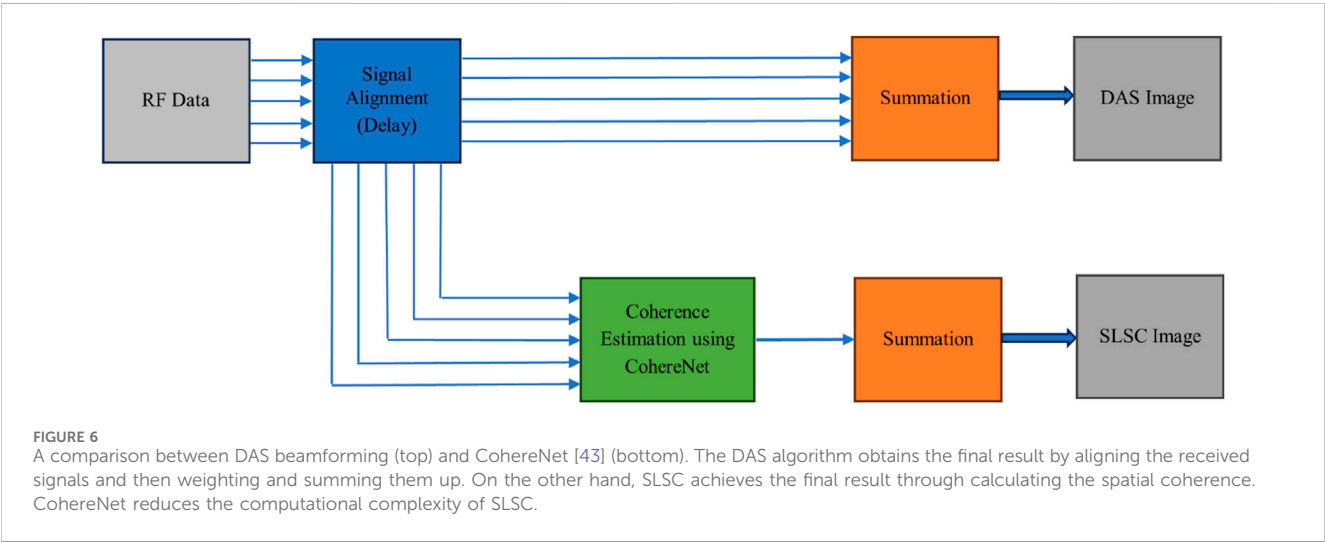 RF Data
Signal
Alignment
(Delay)
Summation
DAS Image
Coherence
Estimation using
CohereNet
Summation
SLSC Image
FIGURE 6
A comparison between DAS beamforming (top) and CohereNet [43] (bottom). The DAS algorithm obtains the final result by aligning the received
signals and then weighting and summing them up. On the other hand, SLSC achieves the final result through calculating the spatial coherence.
CohereNet reduces the computational complexity of SLSC.